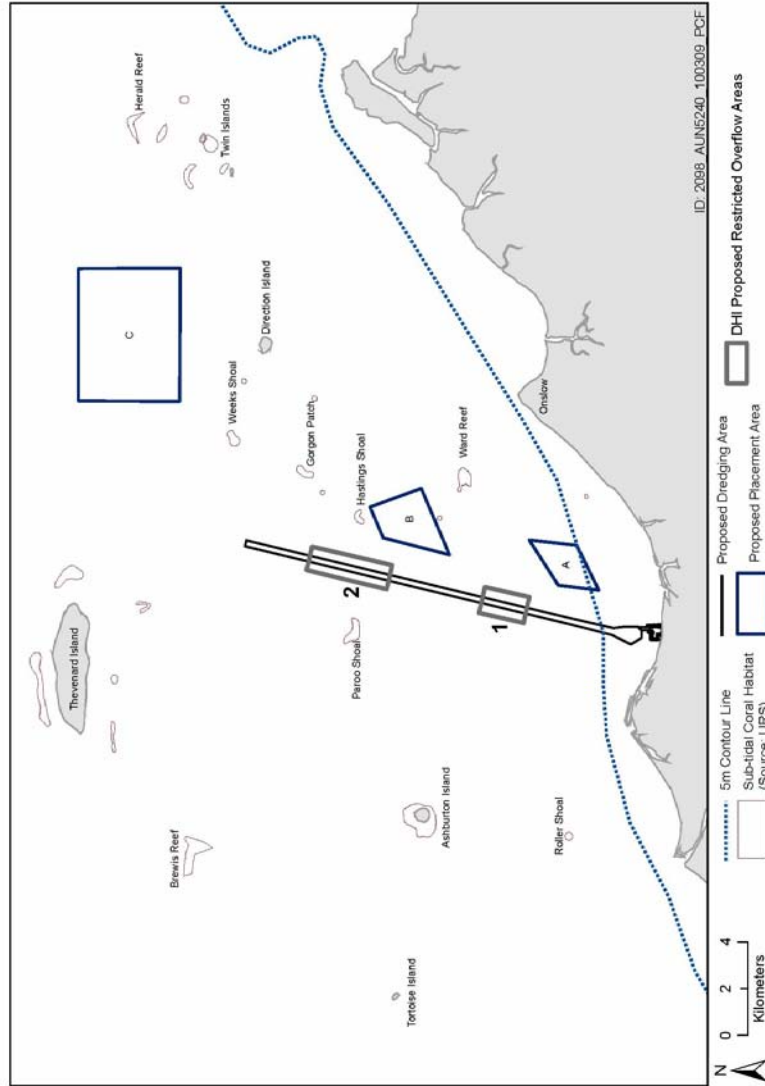 Herald Reef
Twin Islands
C
Thevenard Island
Direction Island
Weeks Shoal
Brewis Reef
Gorgon Patch
Hastings Shoal
2
Paroo Shoal
B
Ward Reef
Ashburton Island
Tortoise Island
1
Onslow
A
Roller Shoal
ID: 2098_AUN5240_100309_PCF
N
0 2 4
Kilometers
5m Contour Line
Sub-tidal Coral Habitat
(Source: URS)
Proposed Dredging Area
Proposed Placement Area
DHI Proposed Restricted Overflow Areas